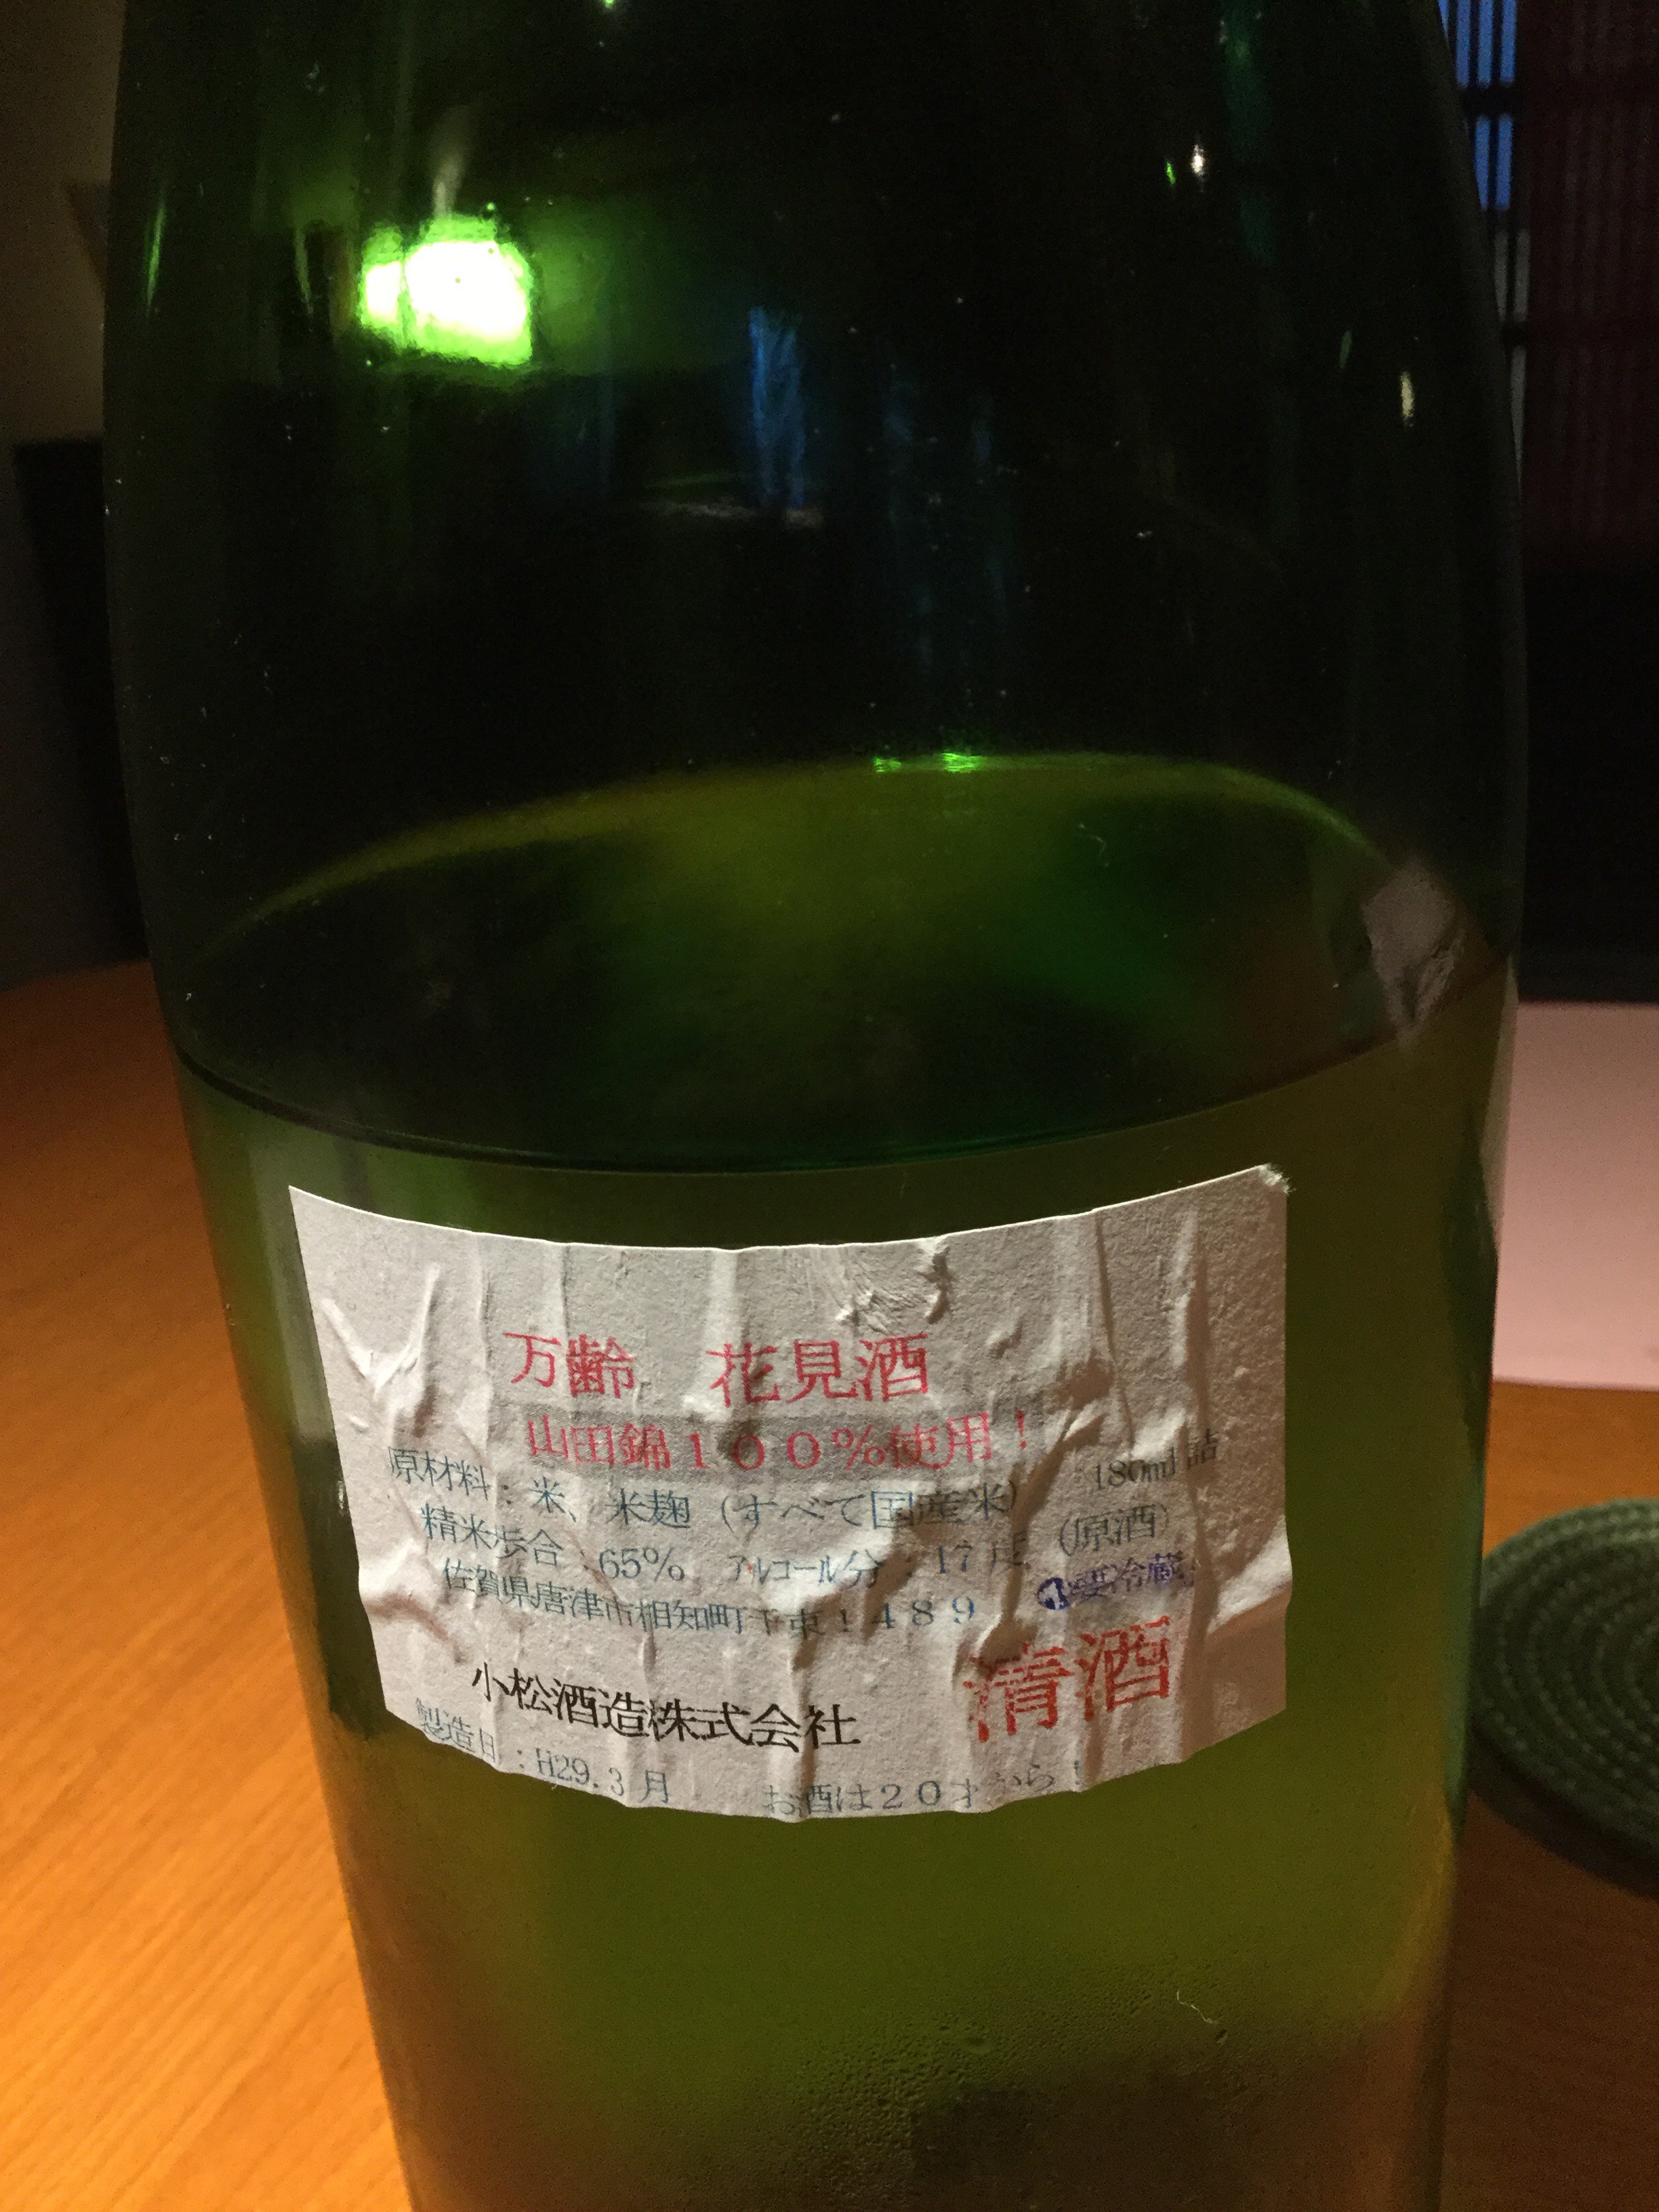 万齢 花見酒
山田錦１００％使用！
原材料：米、米麹（すべて国産米） 180ml詰
精米歩合：65% アルコール分：17度（原酒）
佐賀県唐津市相知町千束１４８９ 要冷蔵
小松酒造株式会社 清酒
製造日：H29.3月 お酒は２０才から！